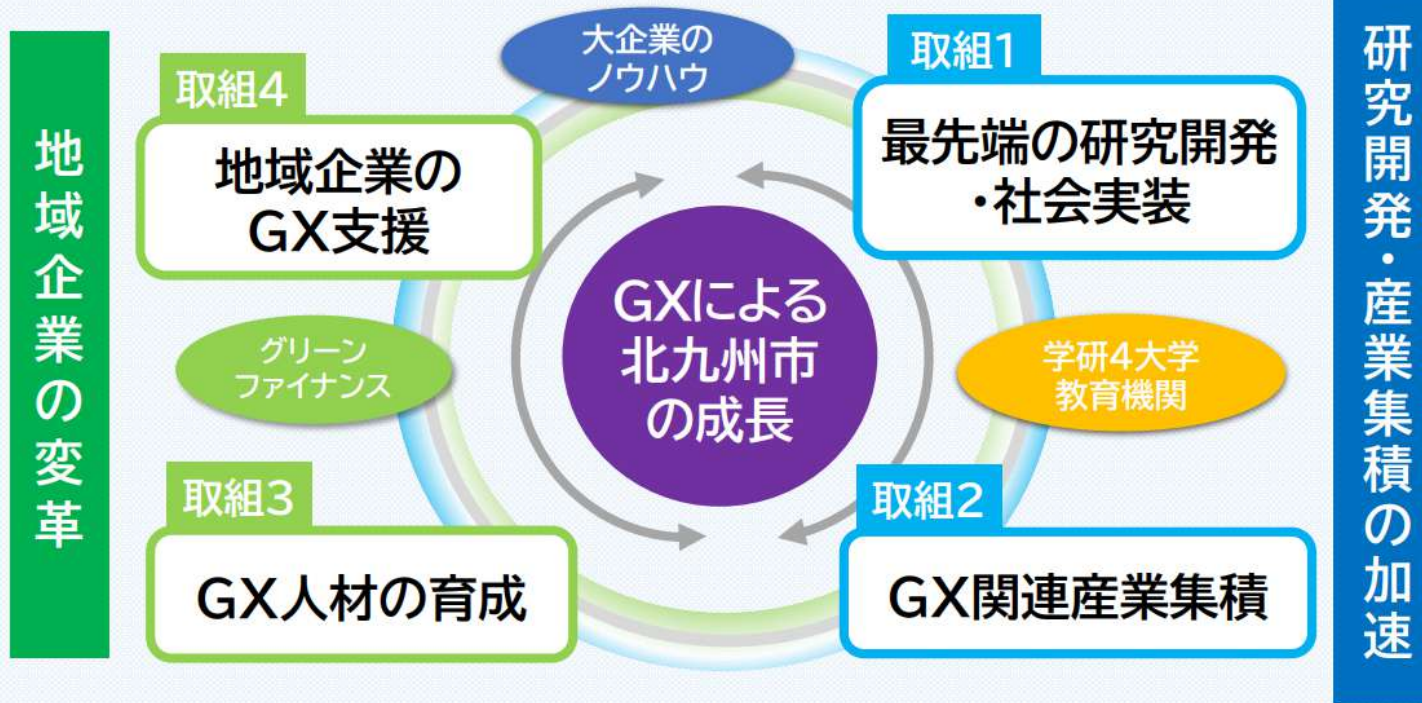 地域企業の変革
取組4
地域企業の
GX支援
大企業の
ノウハウ
取組1
最先端の研究開発
・社会実装
グリーン
ファイナンス
GXによる
北九州市
の成長
学研4大学
教育機関
取組3
GX人材の育成
取組2
GX関連産業集積
研究開発・産業集積の加速